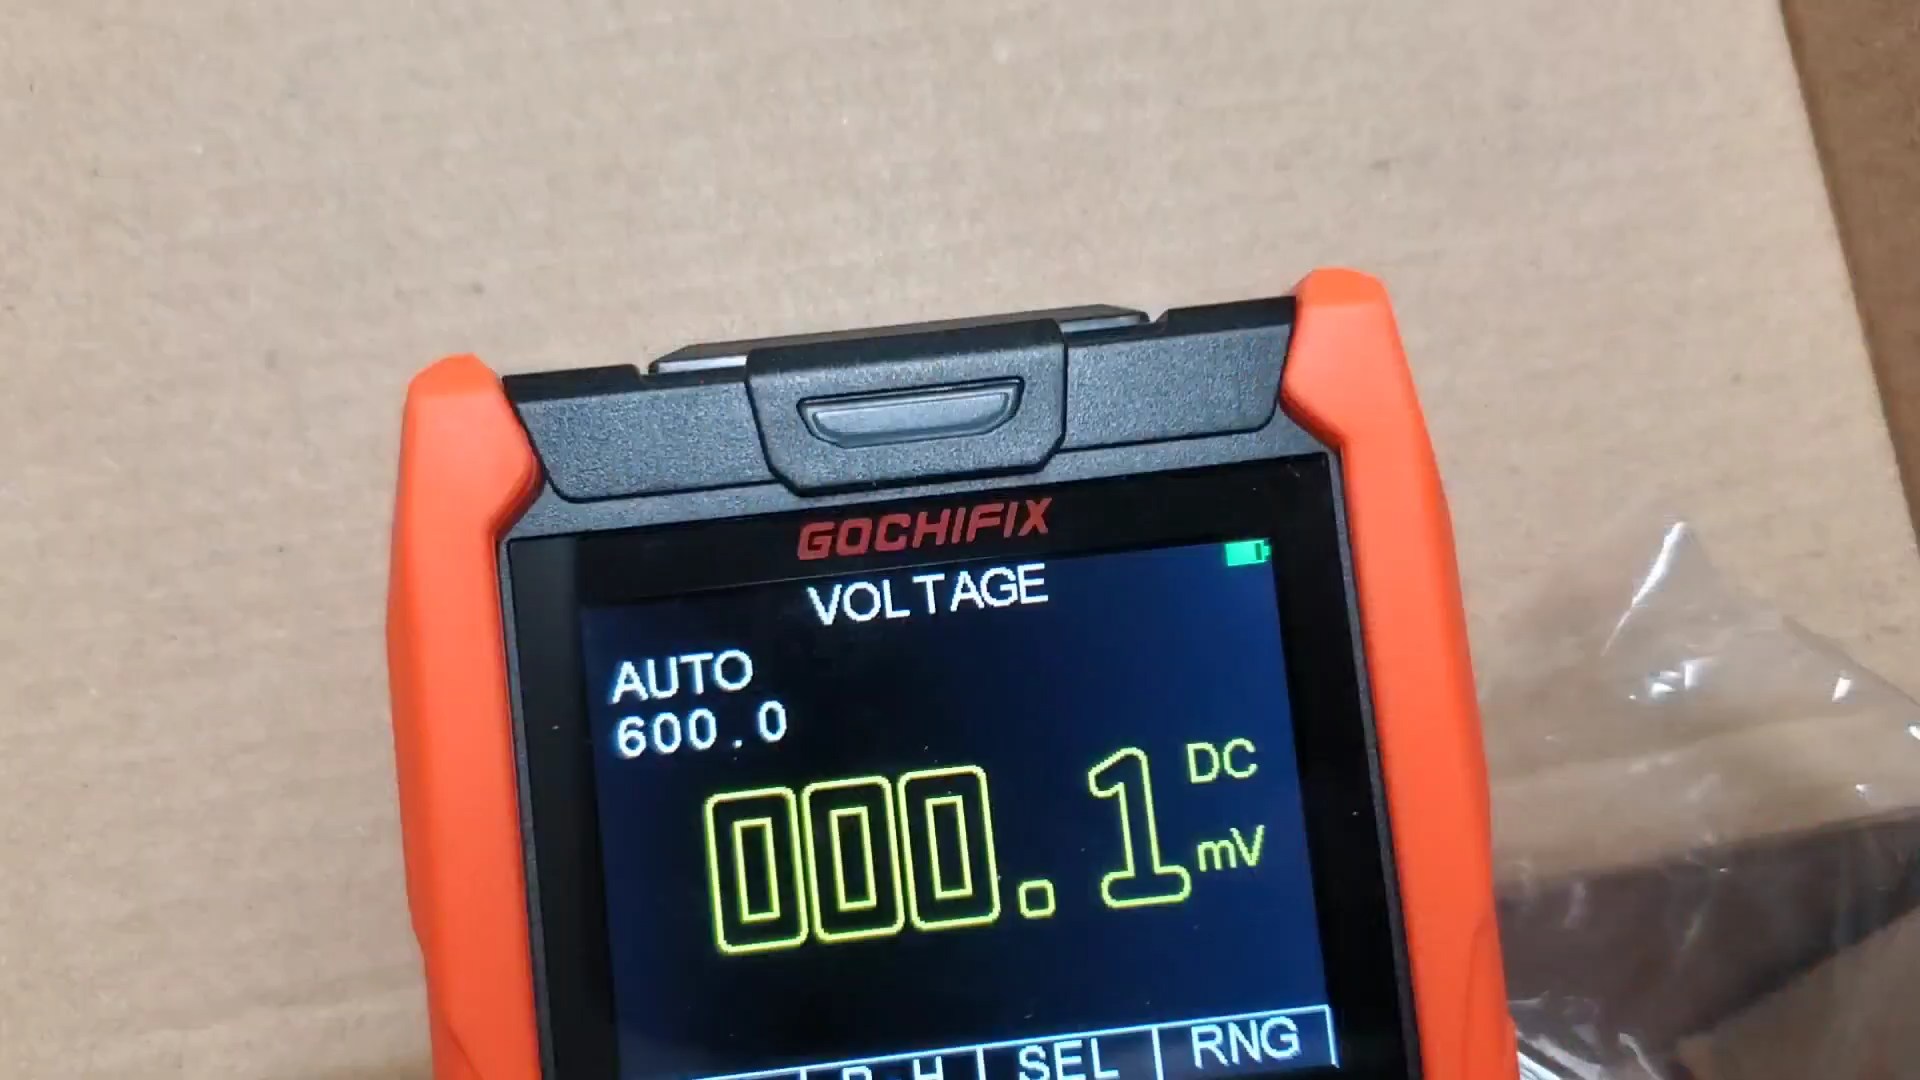 GOCHIFIX
VOLTAGE
AUTO
600.0
000.1
DC
mV
SEL
RNG